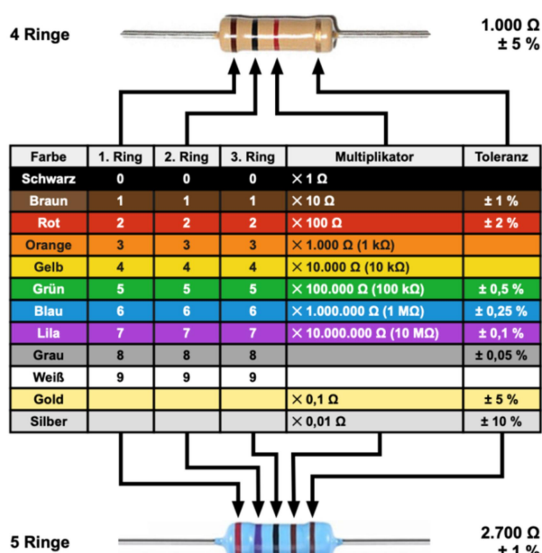 4 Ringe
1.000 Ω
± 5 %
Farbe 1. Ring 2. Ring 3. Ring Multiplikator Toleranz
Schwarz 0 0 0 ×1 Ω
Braun 1 1 1 ×10 Ω ± 1 %
Rot 2 2 2 ×100 Ω ± 2 %
Orange 3 3 3 ×1.000 Ω (1 kΩ)
Gelb 4 4 4 ×10.000 Ω (10 kΩ)
Grün 5 5 5 ×100.000 Ω (100 kΩ) ± 0,5 %
Blau 6 6 6 ×1.000.000 Ω (1 MΩ) ± 0,25 %
Lila 7 7 7 ×10.000.000 Ω (10 MΩ) ± 0,1 %
Grau 8 8 8 ± 0,05 %
Weiß 9 9 9
Gold ×0,1 Ω ± 5 %
Silber ×0,01 Ω ± 10 %
5 Ringe
2.700 Ω
± 1 %